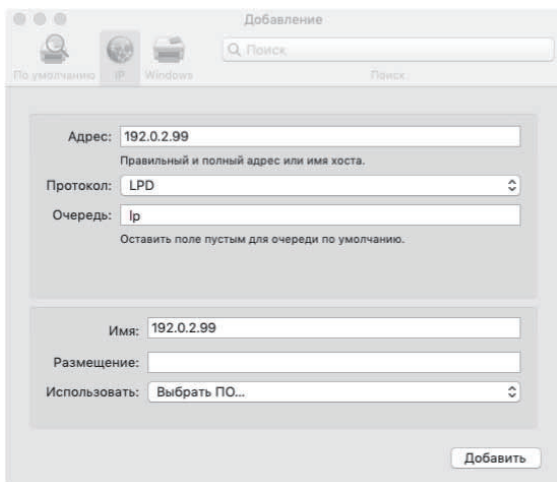 Добавление
Поиск
По умолчанию IP Windows Поиск
Адрес: 192.0.2.99
Правильный и полный адрес или имя хоста.
Протокол: LPD
Очередь: lp
Оставить поле пустым для очереди по умолчанию.
Имя: 192.0.2.99
Размещение:
Использовать: Выбрать ПО...
Добавить